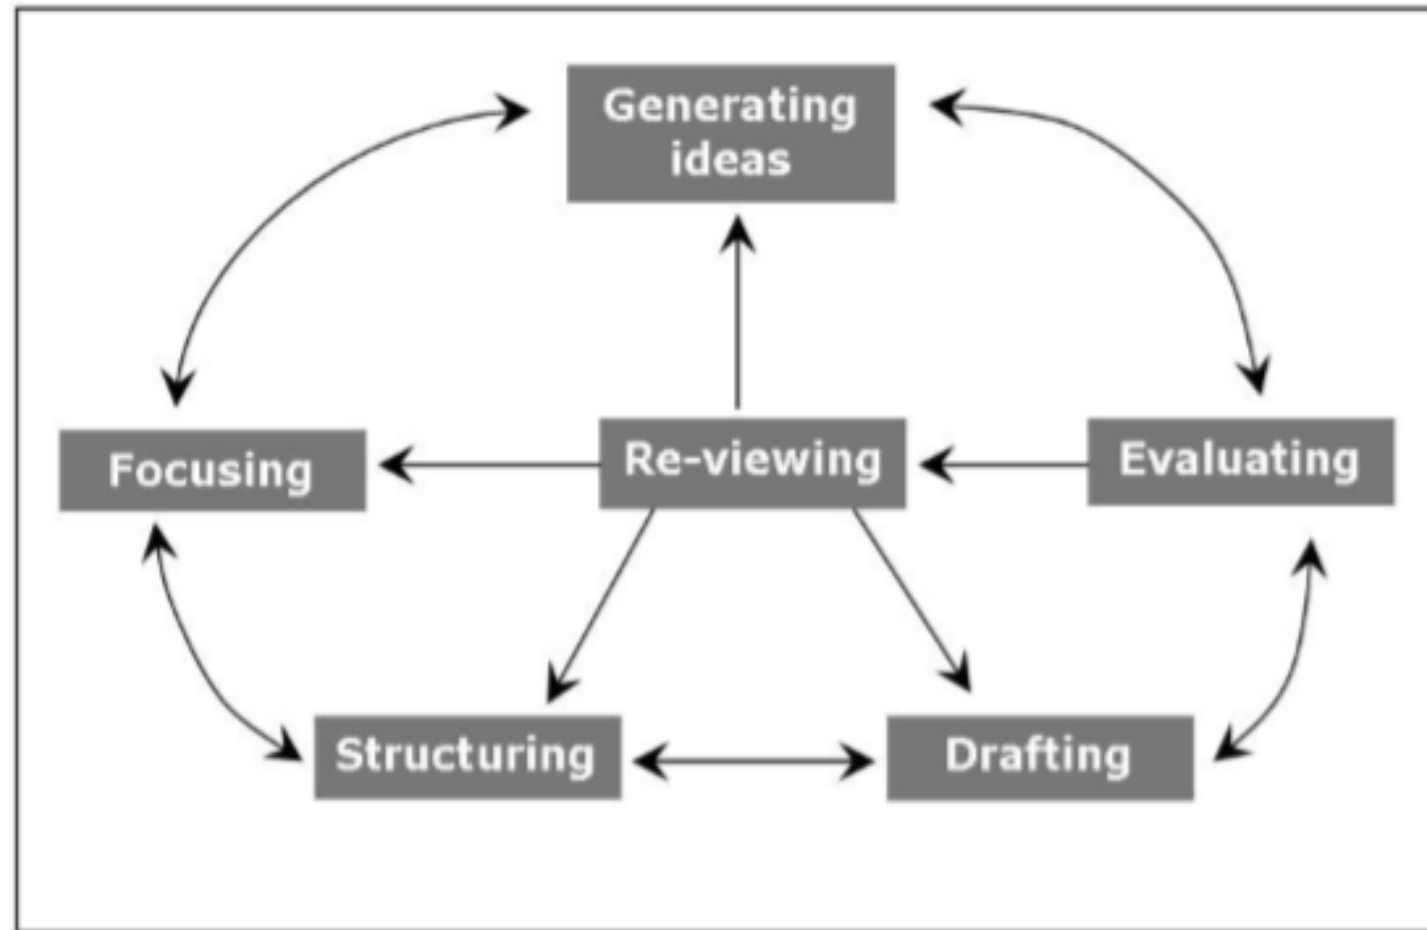 Generating
ideas
Focusing
Re-viewing
Evaluating
Structuring
Drafting